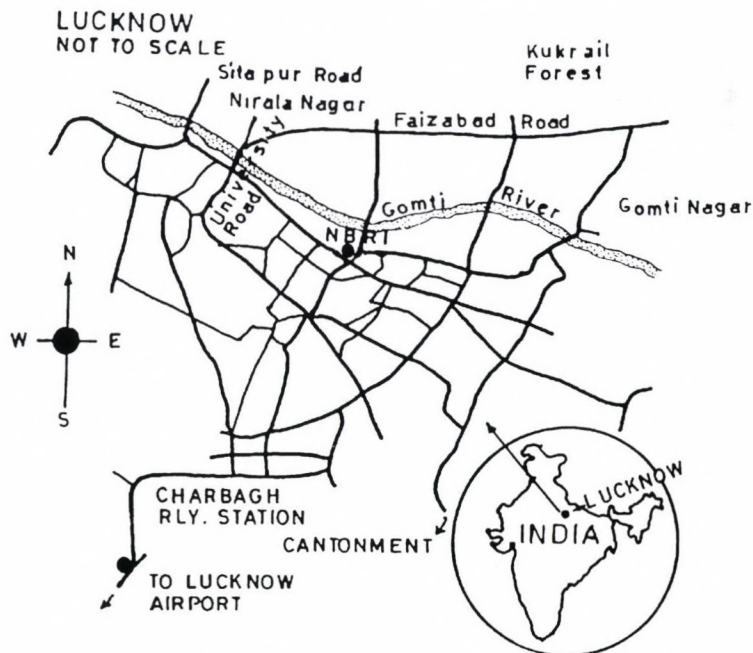 LUCKNOW
NOT TO SCALE
Kukrail
Forest
Sitapur Road
Nirala Nagar
Faizabad Road
University
Road
Gomti River
Gomti Nagar
NBRI
N
W E
S
LUCKNOW
INDIA
CHARBAGH
RLY. STATION
CANTONMENT
TO LUCKNOW
AIRPORT